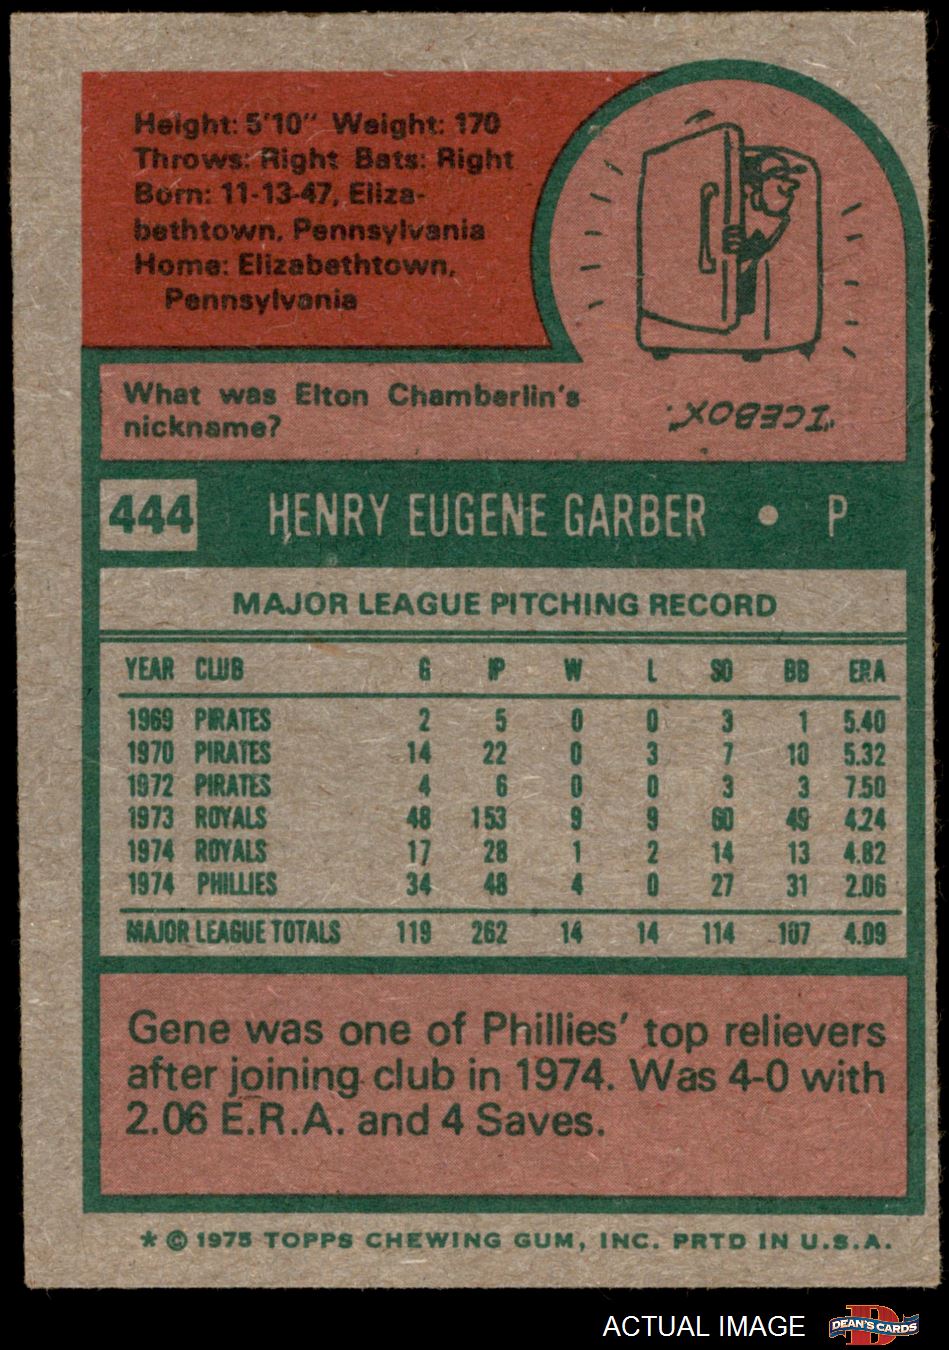 Height: 5'10" Weight: 170
Throws: Right Bats: Right
Born: 11-13-47, Eliza-
bethtown, Pennsylvania
Home: Elizabethtown,
Pennsylvania
What was Elton Chamberlin's
nickname?
"ICEBOX".
444 HENRY EUGENE GARBER • P
MAJOR LEAGUE PITCHING RECORD
YEAR CLUB G IP W L SO BB ERA
1969 PIRATES 2 5 0 0 3 1 5.40
1970 PIRATES 14 22 0 3 7 10 5.32
1972 PIRATES 4 6 0 0 3 3 7.50
1973 ROYALS 48 153 9 9 60 49 4.24
1974 ROYALS 17 28 1 2 14 13 4.82
1974 PHILLIES 34 48 4 0 27 31 2.06
MAJOR LEAGUE TOTALS 119 262 14 14 114 107 4.09
Gene was one of Phillies' top relievers
after joining club in 1974. Was 4-0 with
2.06 E.R.A. and 4 Saves.
* © 1975 TOPPS CHEWING GUM, INC. PRTD IN U.S.A.
ACTUAL IMAGE DEAN'S CARDS